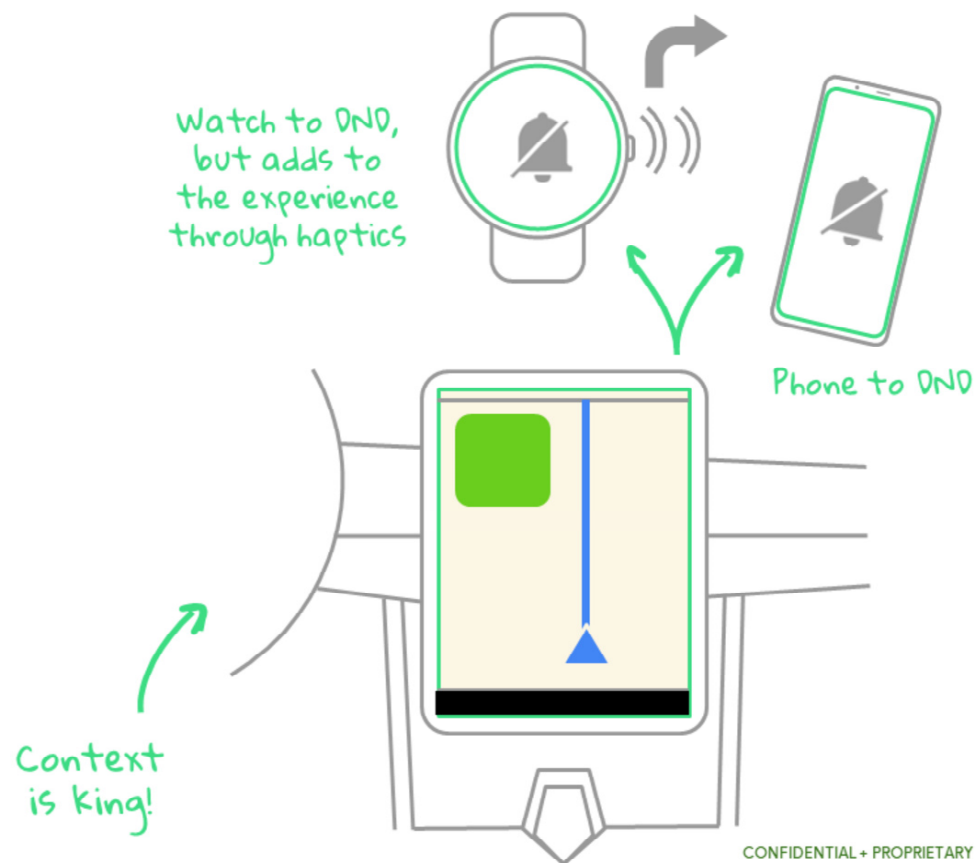 Watch to DND,
but adds to
the experience
through haptics
Phone to DND
Context
is king!
CONFIDENTIAL + PROPRIETARY